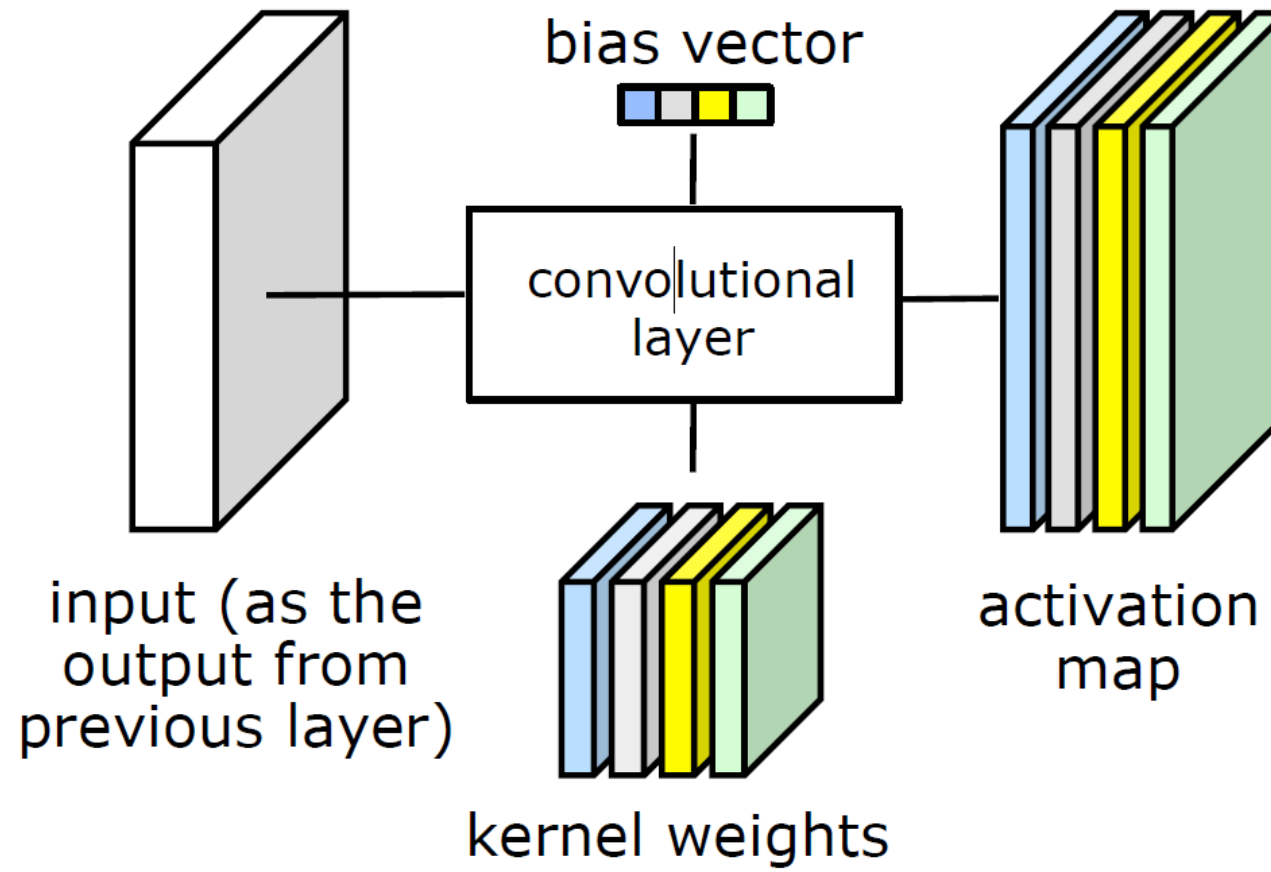 bias vector
convolutional
layer
input (as the
output from
previous layer)
activation
map
kernel weights